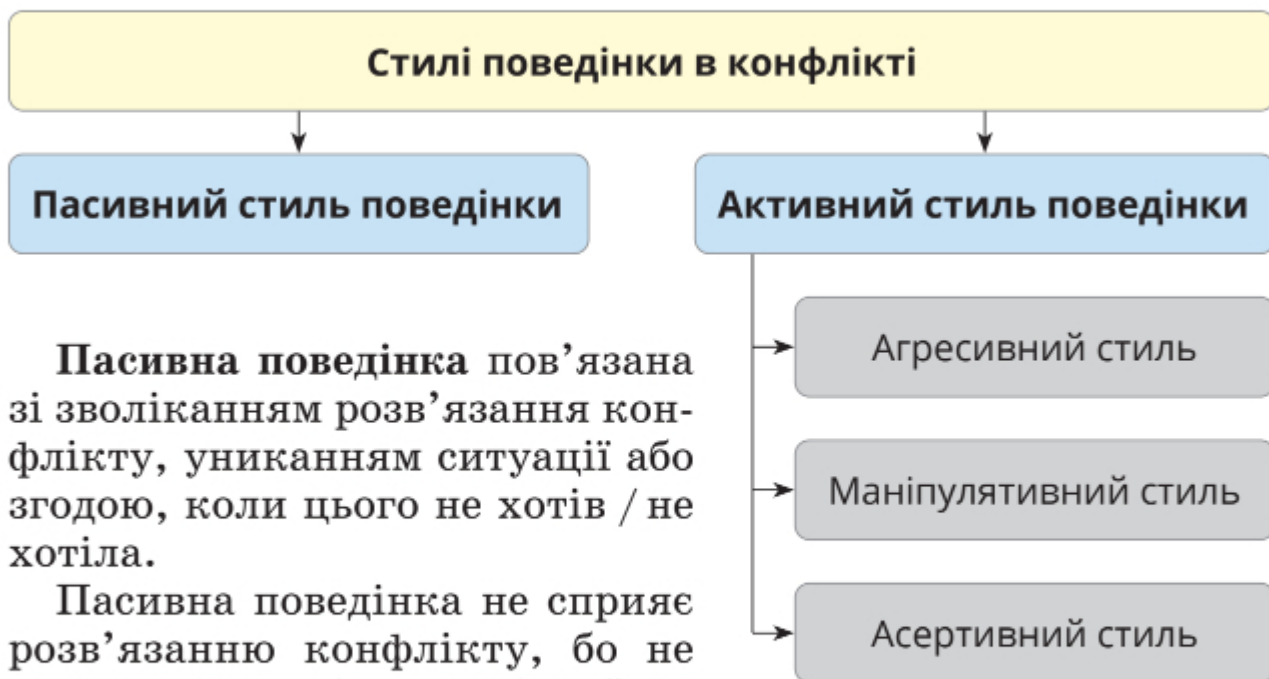 Стилі поведінки в конфлікті
Пасивний стиль поведінки
Активний стиль поведінки
Пасивна поведінка пов’язана
зі зволіканням розв’язання кон-
флікту, униканням ситуації або
згодою, коли цього не хотів / не
хотіла.
Пасивна поведінка не сприяє
розв’язанню конфлікту, бо не
Агресивний стиль
Маніпулятивний стиль
Асертивний стиль